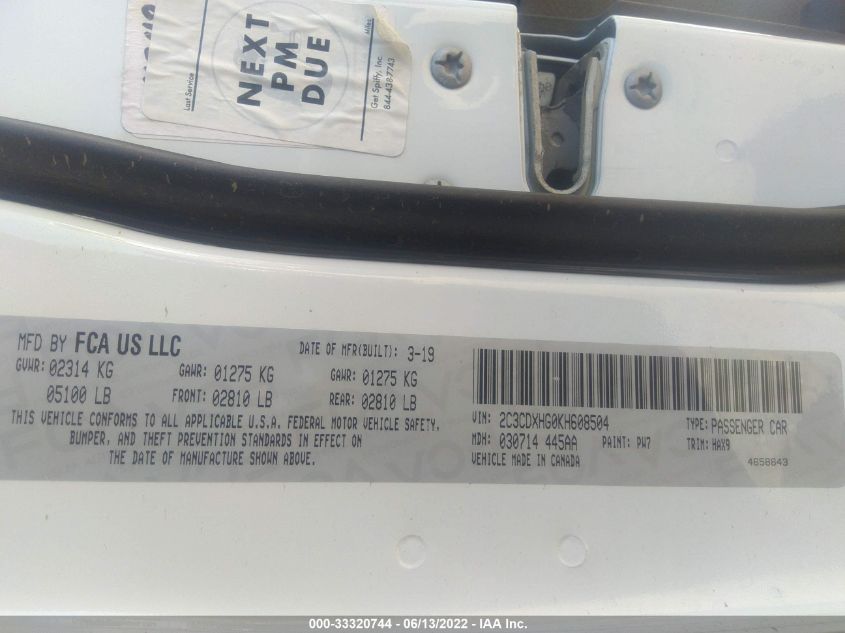 Last Service
NEXT
PM
DUE
Miles
Get Spiffy, Inc.
844-438-7743
MFD BY FCA US LLC
DATE OF MFR(BUILT): 3-19
GVWR: 02314 KG
GAWR: 01275 KG
GAWR: 01275 KG
05100 LB
FRONT: 02810 LB
REAR: 02810 LB
THIS VEHICLE CONFORMS TO ALL APPLICABLE U.S.A. FEDERAL MOTOR VEHICLE SAFETY,
BUMPER, AND THEFT PREVENTION STANDARDS IN EFFECT ON
THE DATE OF MANUFACTURE SHOWN ABOVE.
VIN: 2C3CDXHG0KH608504
TYPE: PASSENGER CAR
MDH: 030714 445AA
PAINT: PW7
TRIM: HAX9
VEHICLE MADE IN CANADA
4658643
000-33320744 - 06/13/2022 - IAA Inc.